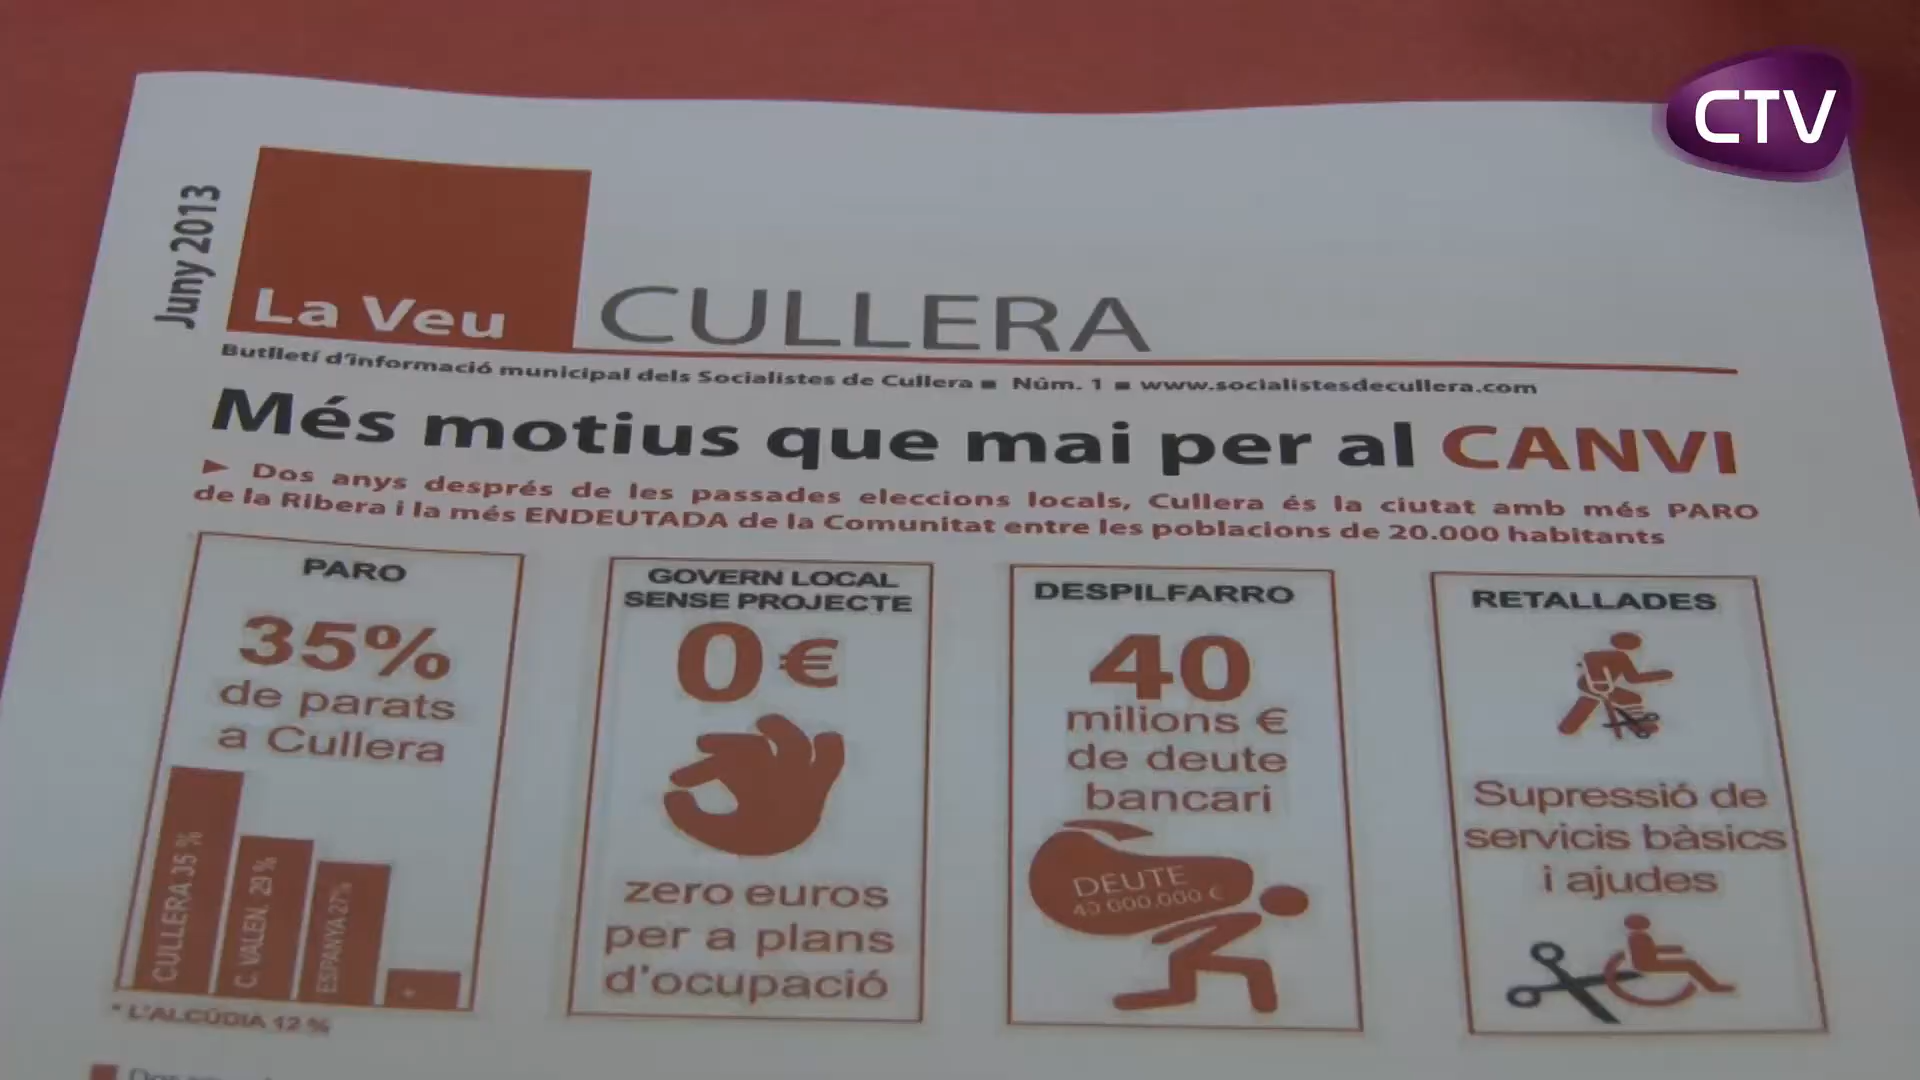 CTV
Juny 2013
La Veu CULLERA
Butlletí d'informació municipal dels Socialistes de Cullera ■ Núm. 1 ■ www.socialistesdecullera.com
Més motius que mai per al CANVI
► Dos anys després de les passades eleccions locals, Cullera és la ciutat amb més PARO
de la Ribera i la més ENDEUTADA de la Comunitat entre les poblacions de 20.000 habitants
PARO
35%
de parats
a Cullera
CULLERA 35 %
C. VALEN. 29 %
ESPANYA 27%
*
* L'ALCÚDIA 12 %
GOVERN LOCAL
SENSE PROJECTE
0 €
zero euros
per a plans
d'ocupació
DESPILFARRO
40
milions €
de deute
bancari
DEUTE
40.000.000 €
RETALLADES
Supressió de
servicis bàsics
i ajudes